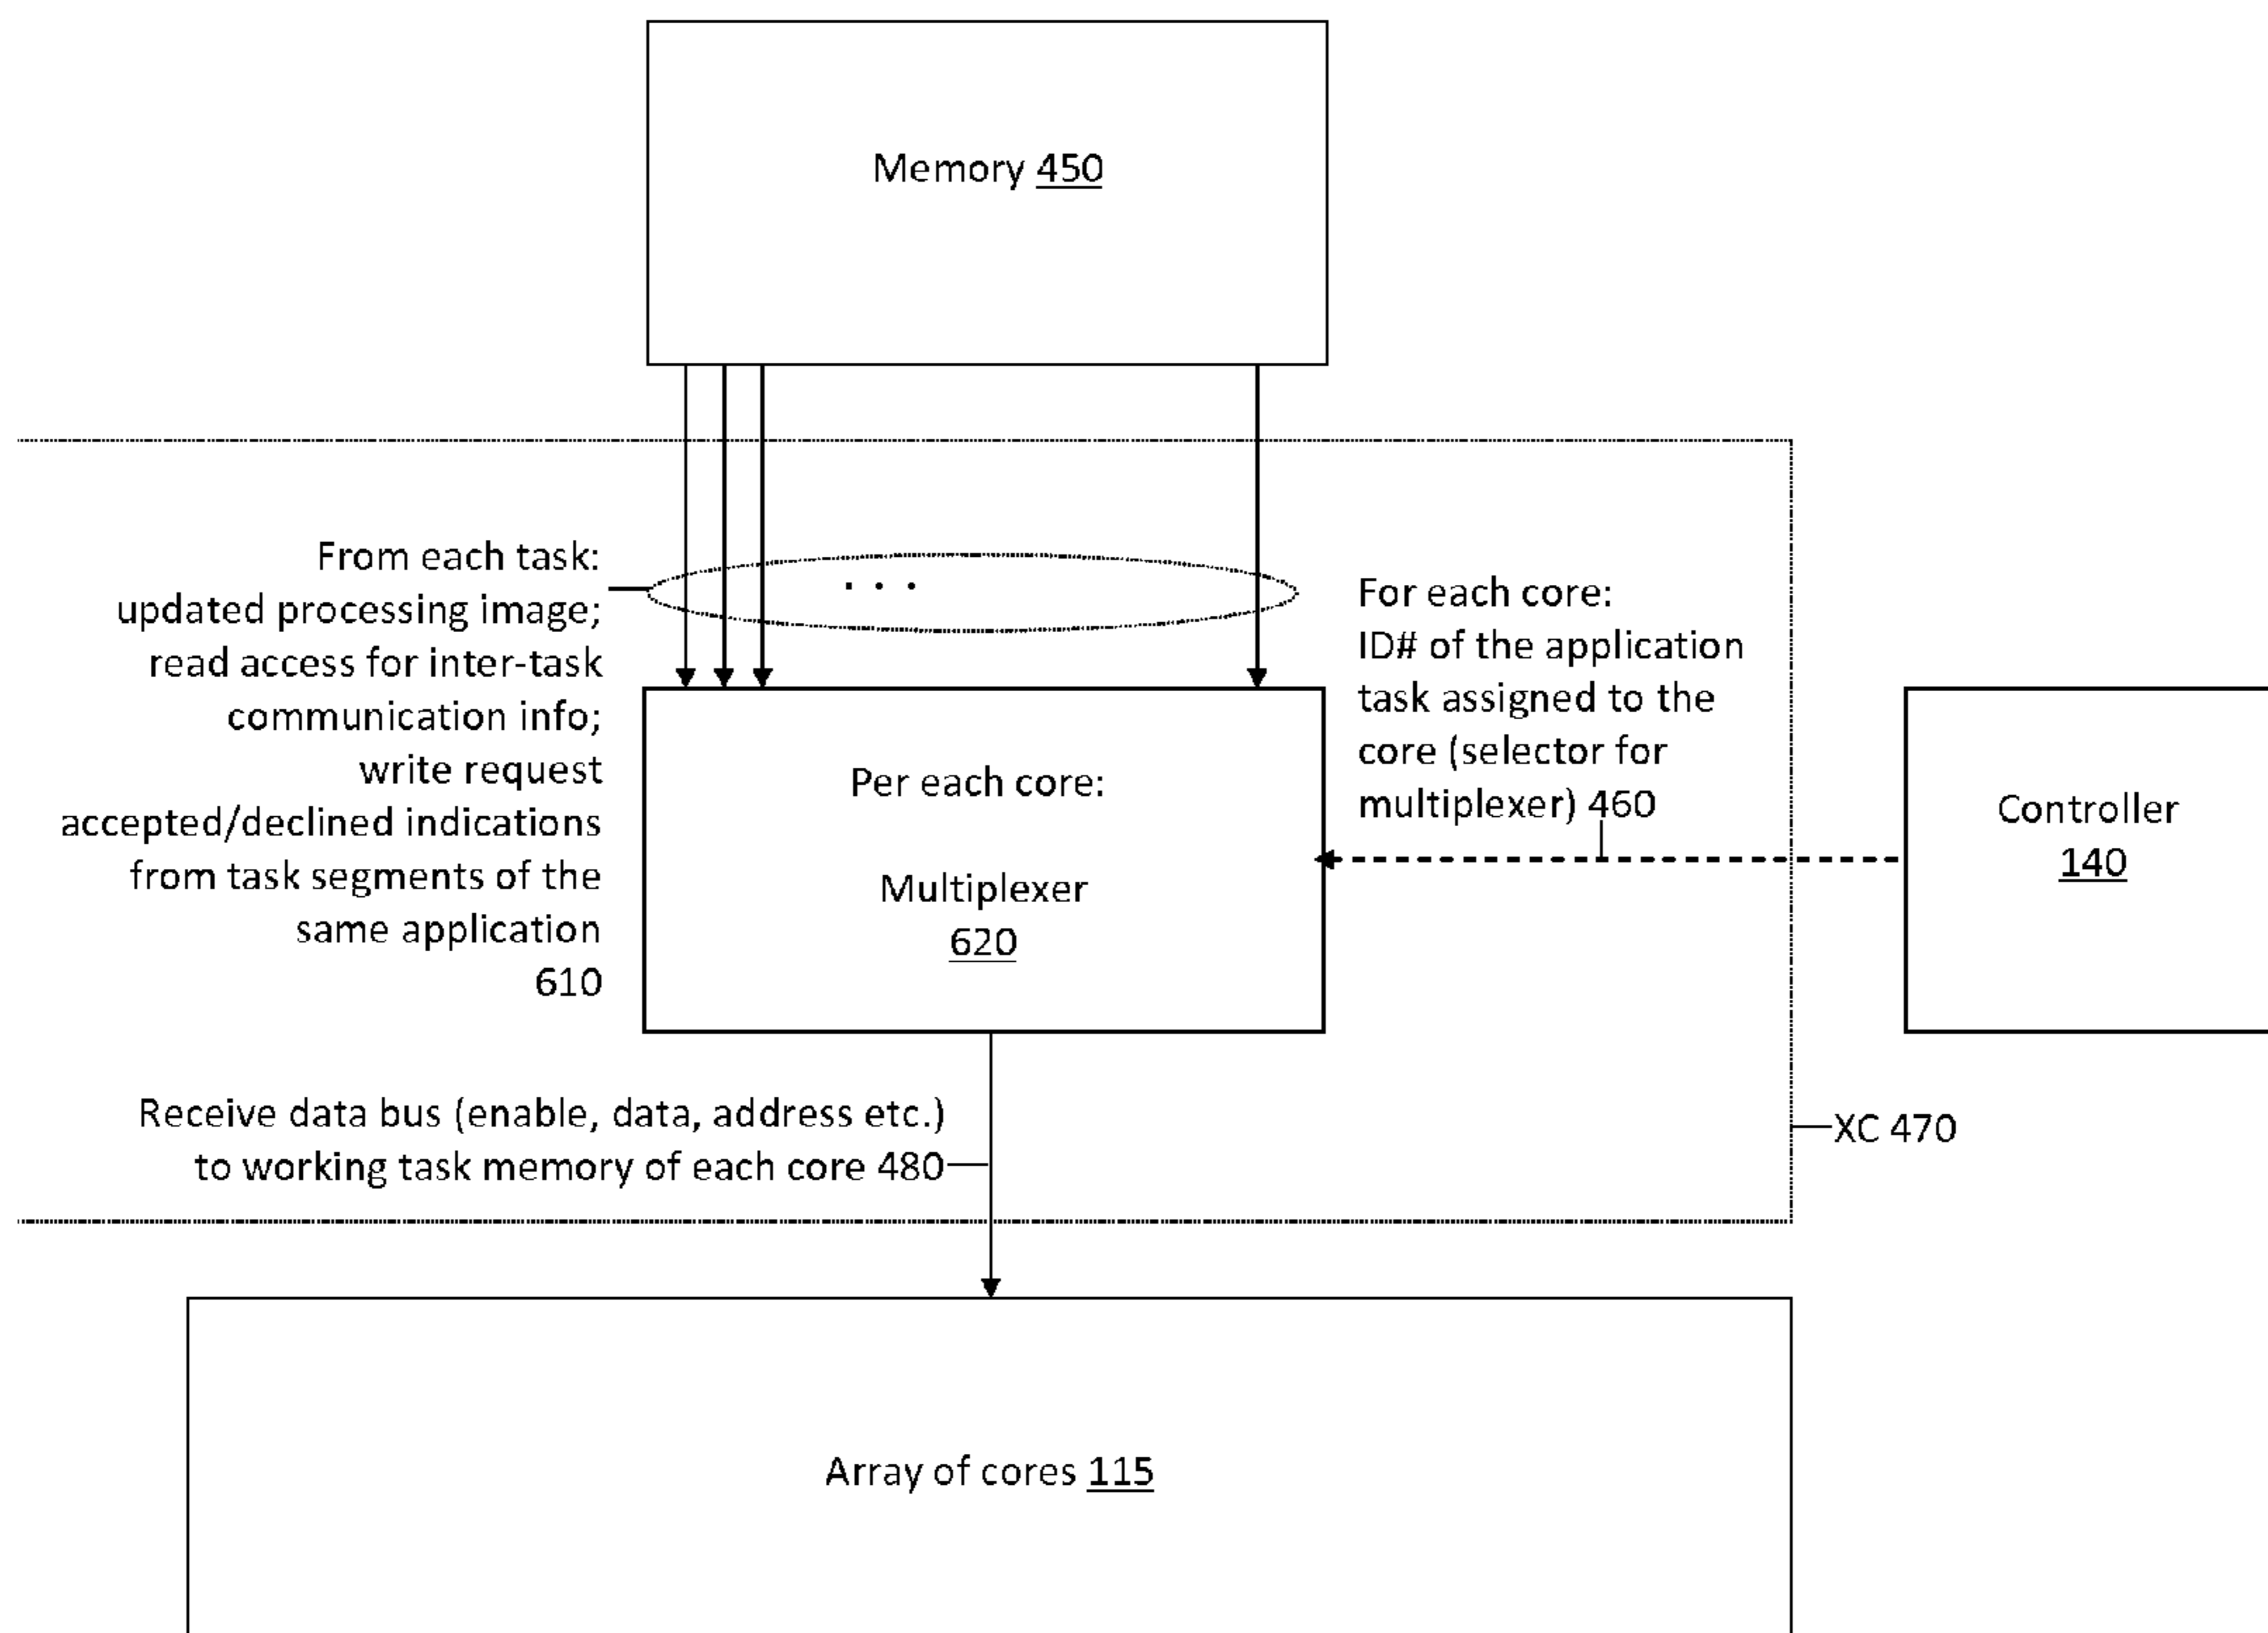 Memory 450
From each task:
updated processing image;
read access for inter-task
communication info;
write request
accepted/declined indications
from task segments of the
same application
610
. . .
For each core:
ID# of the application
task assigned to the
core (selector for
multiplexer) 460
Per each core:
Multiplexer
620
Controller
140
Receive data bus (enable, data, address etc.)
to working task memory of each core 480
XC 470
Array of cores 115